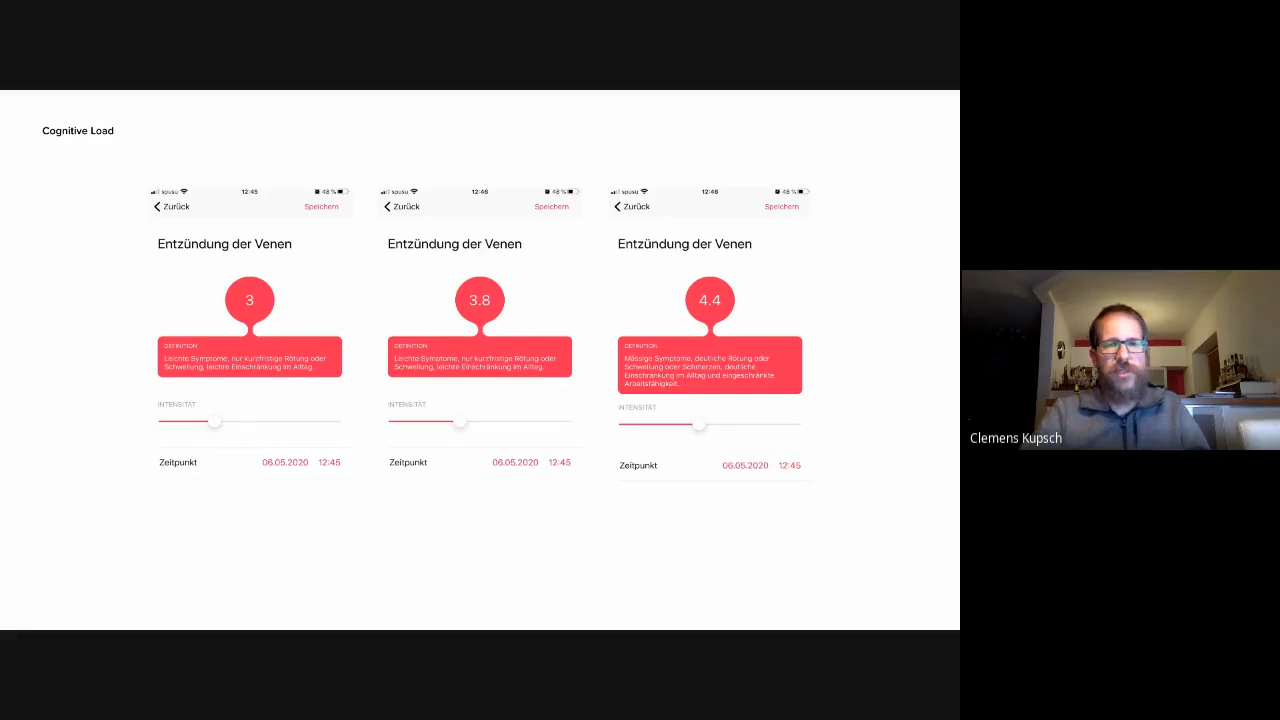 Cognitive Load
spusu
12:45
48 %
Zurück
Speichern
Entzündung der Venen
3
DEFINITION
Leichte Symptome, nur kurzfristige Rötung oder
Schwellung, leichte Einschränkung im Alltag.
INTENSITÄT
Zeitpunkt
06.05.2020
12:45
spusu
12:46
48 %
Zurück
Speichern
Entzündung der Venen
3.8
DEFINITION
Leichte Symptome, nur kurzfristige Rötung oder
Schwellung, leichte Einschränkung im Alltag.
INTENSITÄT
Zeitpunkt
06.05.2020
12:45
spusu
12:46
48 %
Zurück
Speichern
Entzündung der Venen
4.4
DEFINITION
Mässige Symptome, deutliche Rötung oder
Schwellung oder Schmerzen, deutliche
Einschränkung im Alltag und eingeschränkte
Arbeitsfähigkeit.
INTENSITÄT
Zeitpunkt
06.05.2020
12:45
Clemens Kupsch